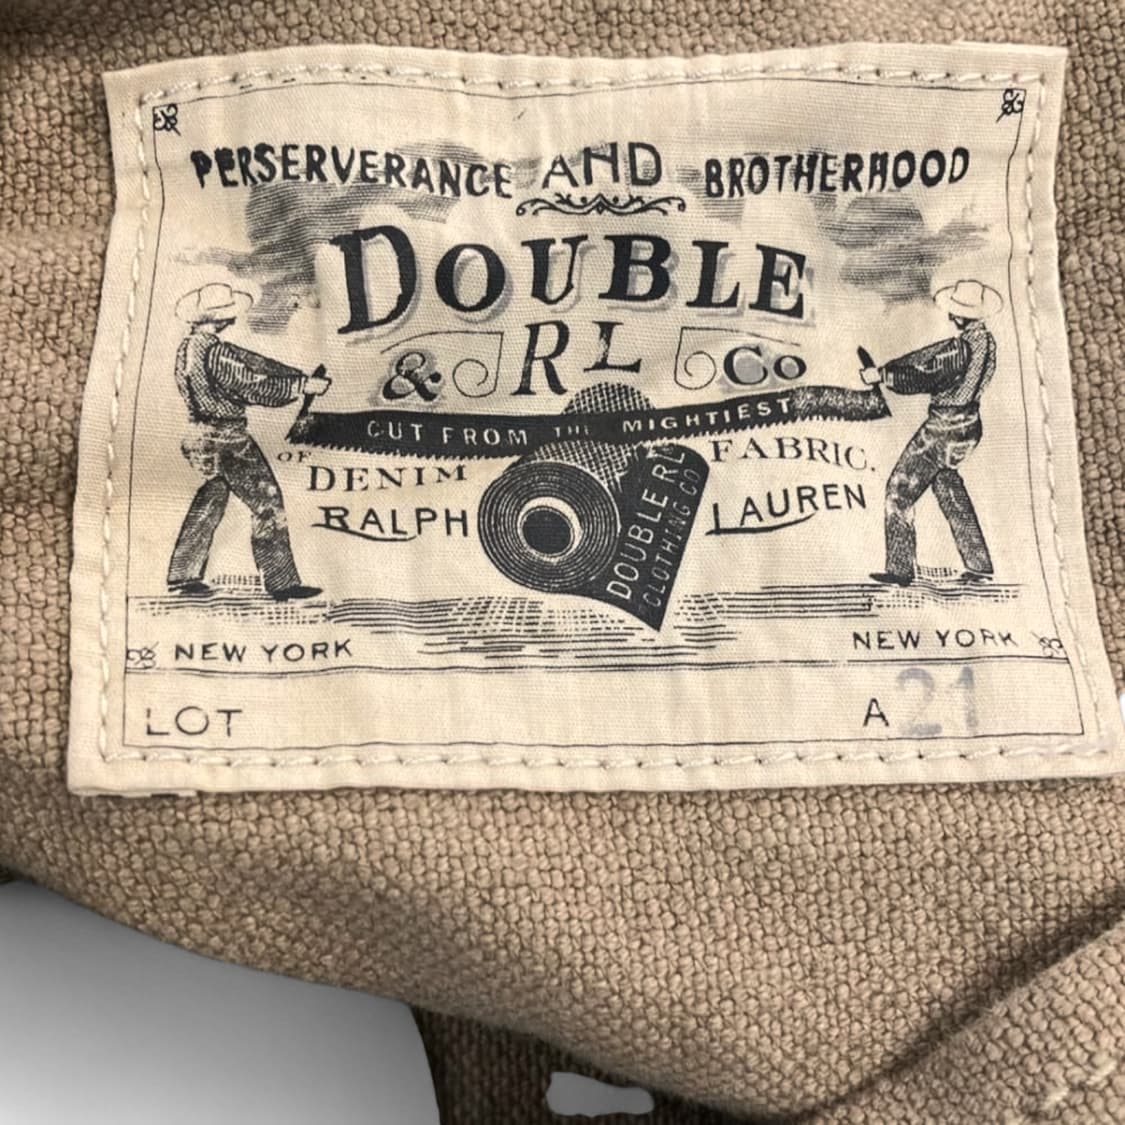 PERSERVERANCE AND BROTHERHOOD
DOUBLE
& RL Co
CUT FROM THE MIGHTIEST
OF DENIM FABRIC.
RALPH LAUREN
DOUBLE RL
CLOTHING CO
NEW YORK NEW YORK
LOT A 21